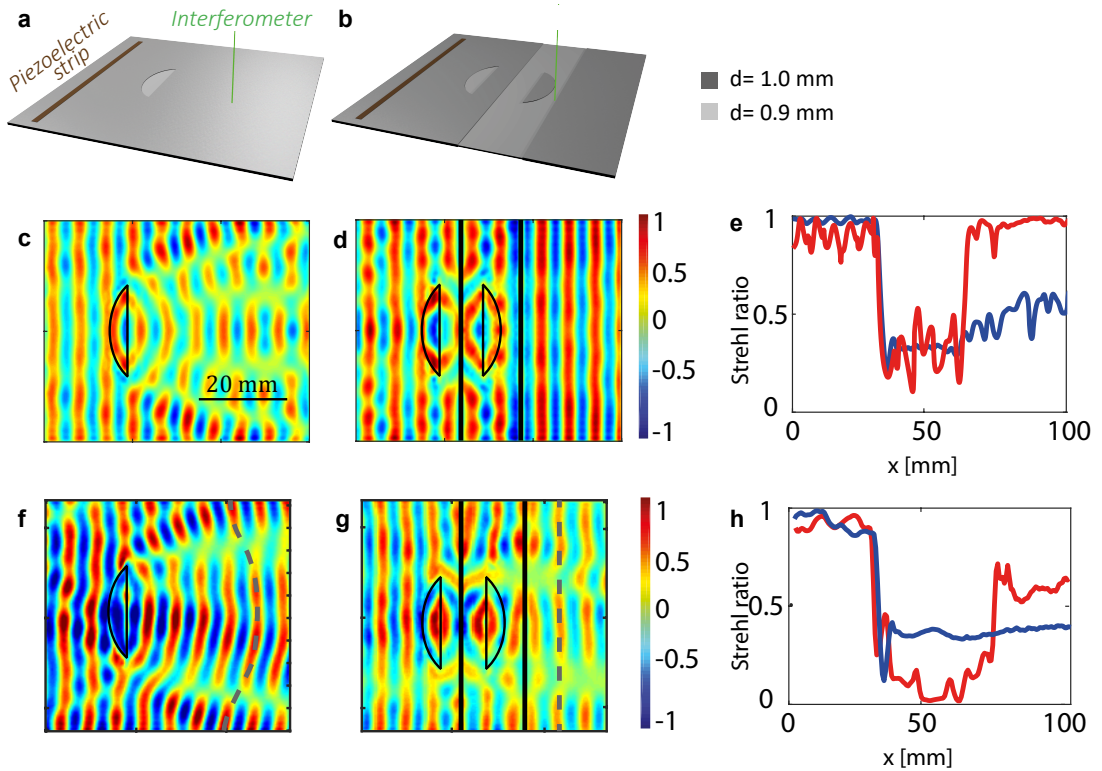 a
Interferometer
Piezoelectric
strip
b
d= 1.0 mm
d= 0.9 mm
c
20 mm
d
1
0.5
0
-0.5
-1
e
Strehl ratio
1
0.5
0
0
50
100
x [mm]
f
g
1
0.5
0
-0.5
-1
h
Strehl ratio
1
0.5
0
0
50
100
x [mm]